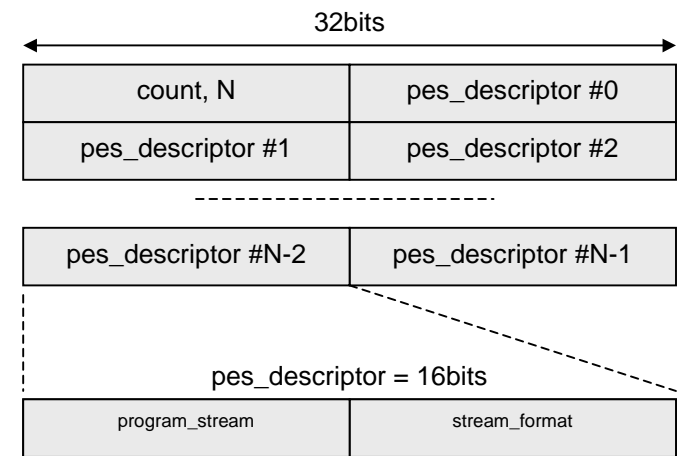 32bits
count, N pes_descriptor #0
pes_descriptor #1 pes_descriptor #2
pes_descriptor #N-2 pes_descriptor #N-1
pes_descriptor = 16bits
program_stream stream_format